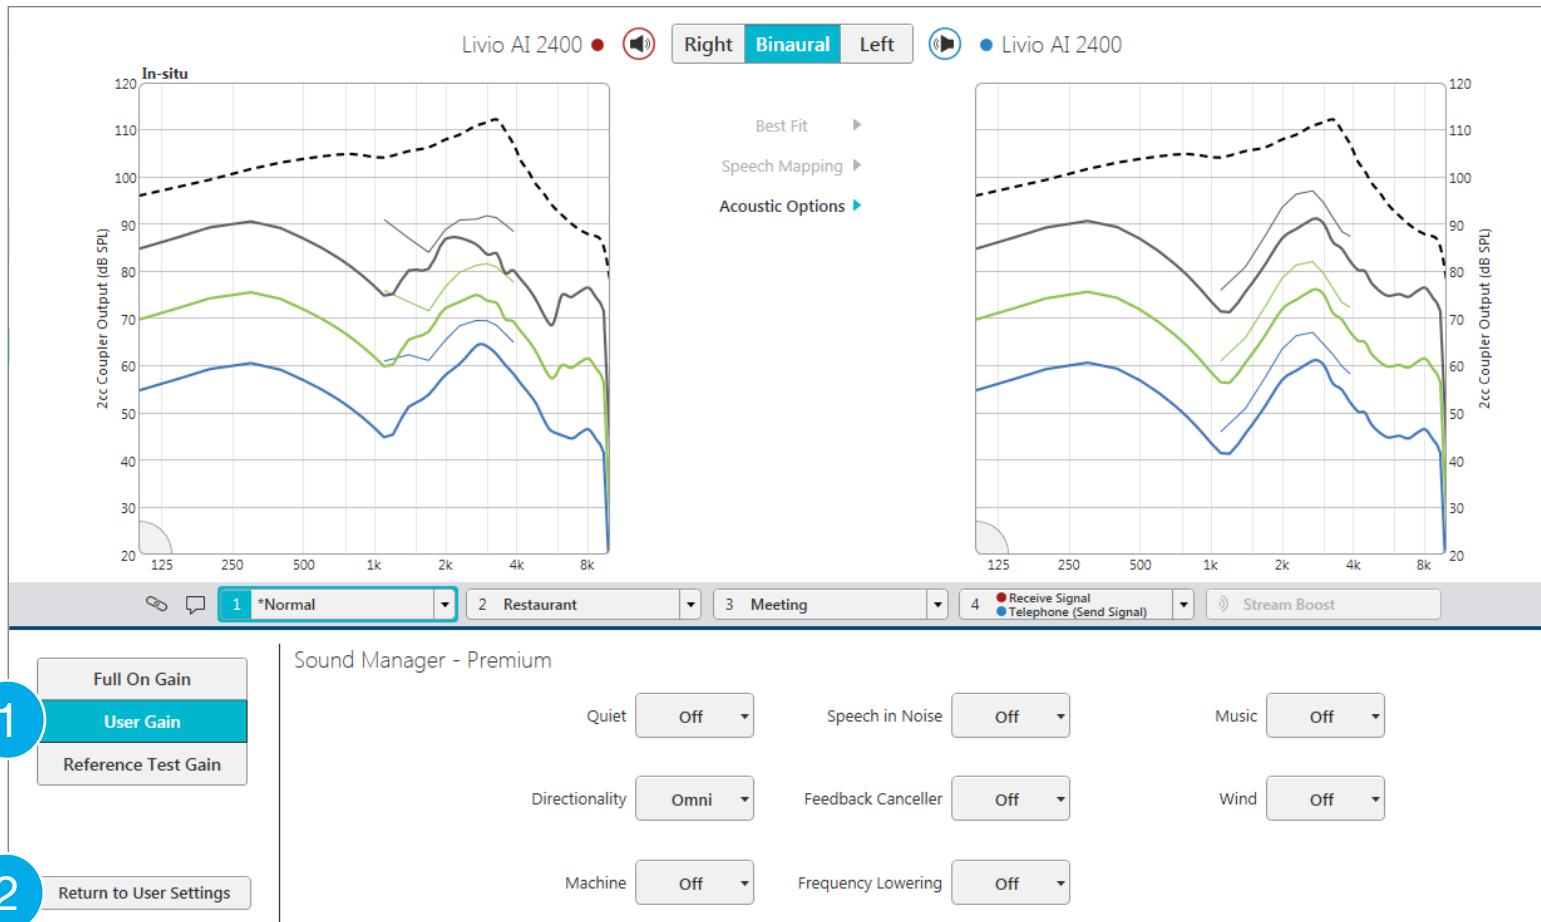 Livio AI 2400
Right Binaural Left
Livio AI 2400
In-situ
120
110
100
90
80
70
60
50
40
30
20
2cc Coupler Output (dB SPL)
125 250 500 1k 2k 4k 8k
Best Fit
Speech Mapping
Acoustic Options
120
110
100
90
80
70
60
50
40
30
20
2cc Coupler Output (dB SPL)
125 250 500 1k 2k 4k 8k
1 *Normal
2 Restaurant
3 Meeting
4 Receive Signal
Telephone (Send Signal)
Stream Boost
Full On Gain
1
User Gain
Reference Test Gain
2
Return to User Settings
Sound Manager - Premium
Quiet Off
Speech in Noise Off
Music Off
Directionality Omni
Feedback Canceller Off
Wind Off
Machine Off
Frequency Lowering Off